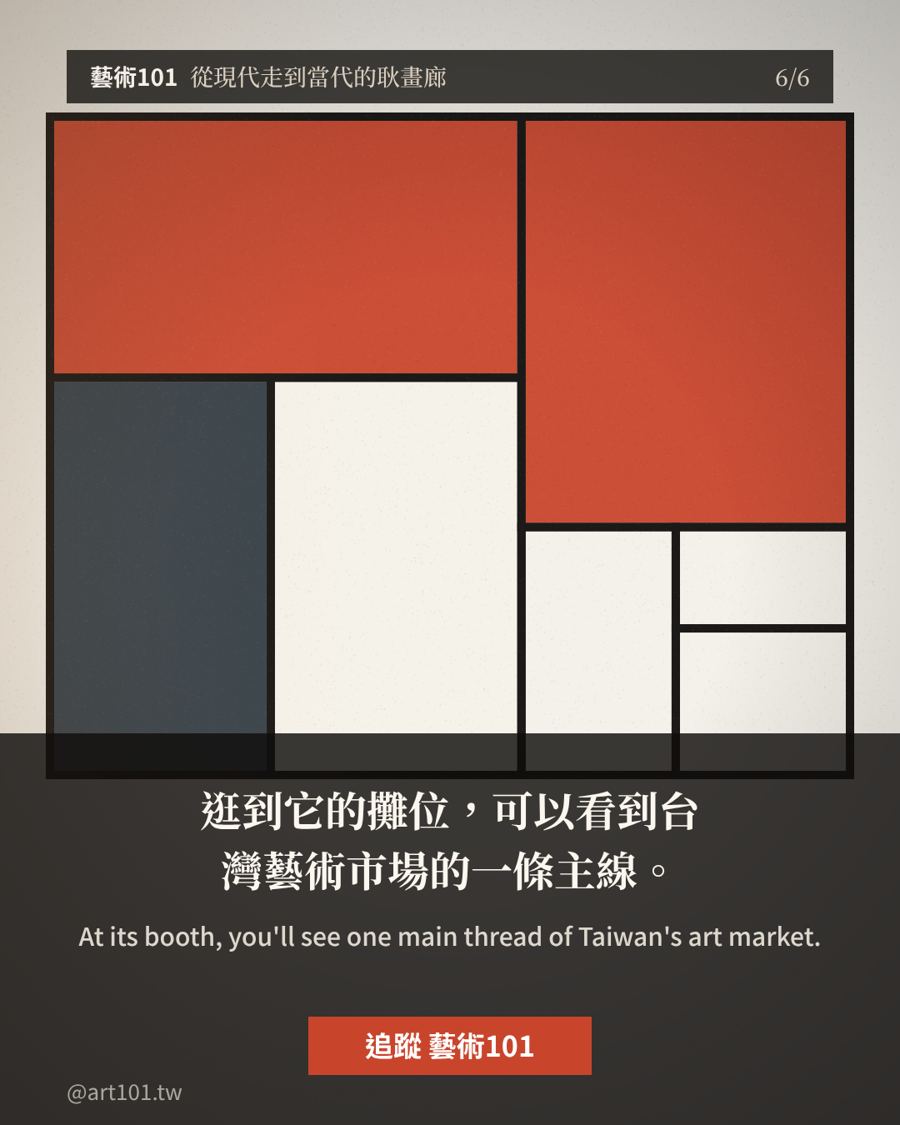 藝術101 從現代走到當代的耿畫廊 6/6
逛到它的攤位，可以看到台
灣藝術市場的一條主線。
At its booth, you'll see one main thread of Taiwan's art market.
追蹤 藝術101
@art101.tw